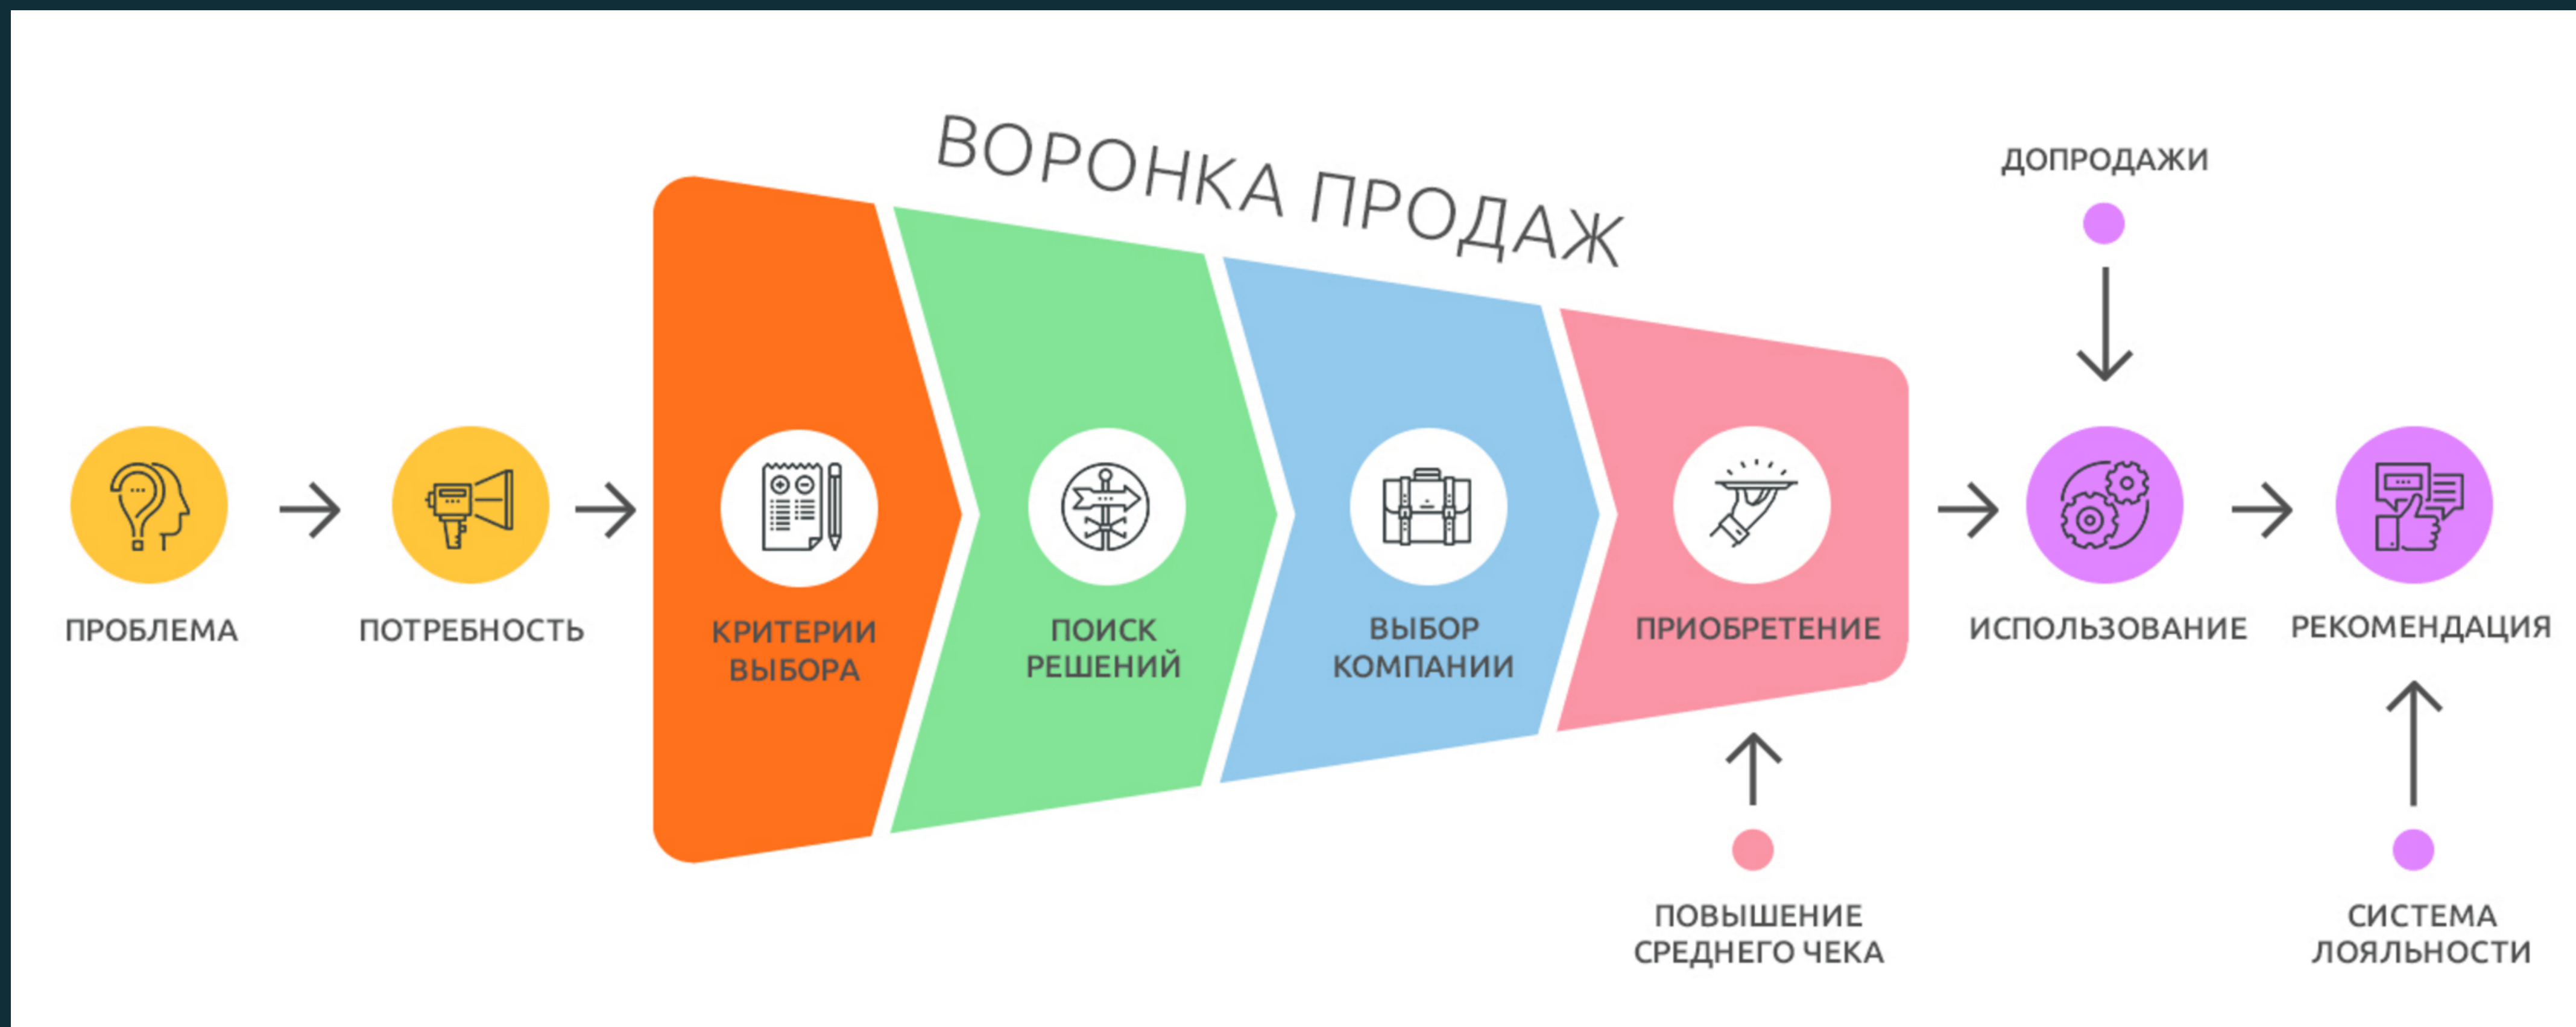 ВОРОНКА ПРОДАЖ
ДОПРОДАЖИ
ПРОБЛЕМА
ПОТРЕБНОСТЬ
КРИТЕРИИ
ВЫБОРА
ПОИСК
РЕШЕНИЙ
ВЫБОР
КОМПАНИИ
ПРИОБРЕТЕНИЕ
ИСПОЛЬЗОВАНИЕ
РЕКОМЕНДАЦИЯ
ПОВЫШЕНИЕ
СРЕДНЕГО ЧЕКА
СИСТЕМА
ЛОЯЛЬНОСТИ